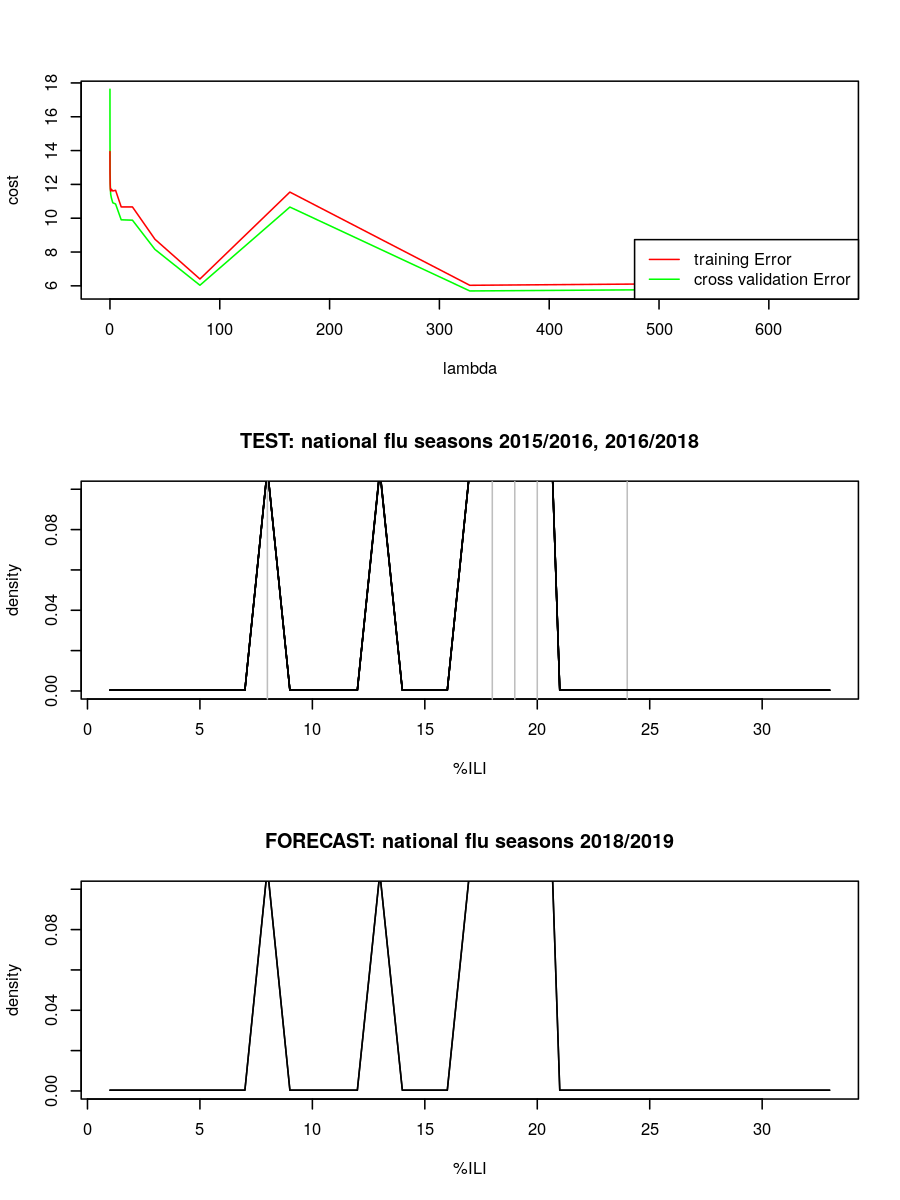 18
16
14
12
10
8
6
cost
training Error
cross validation Error
0 100 200 300 400 500 600
lambda
TEST: national flu seasons 2015/2016, 2016/2018
0.08
0.04
0.00
density
0 5 10 15 20 25 30
%ILI
FORECAST: national flu seasons 2018/2019
0.08
0.04
0.00
density
0 5 10 15 20 25 30
%ILI